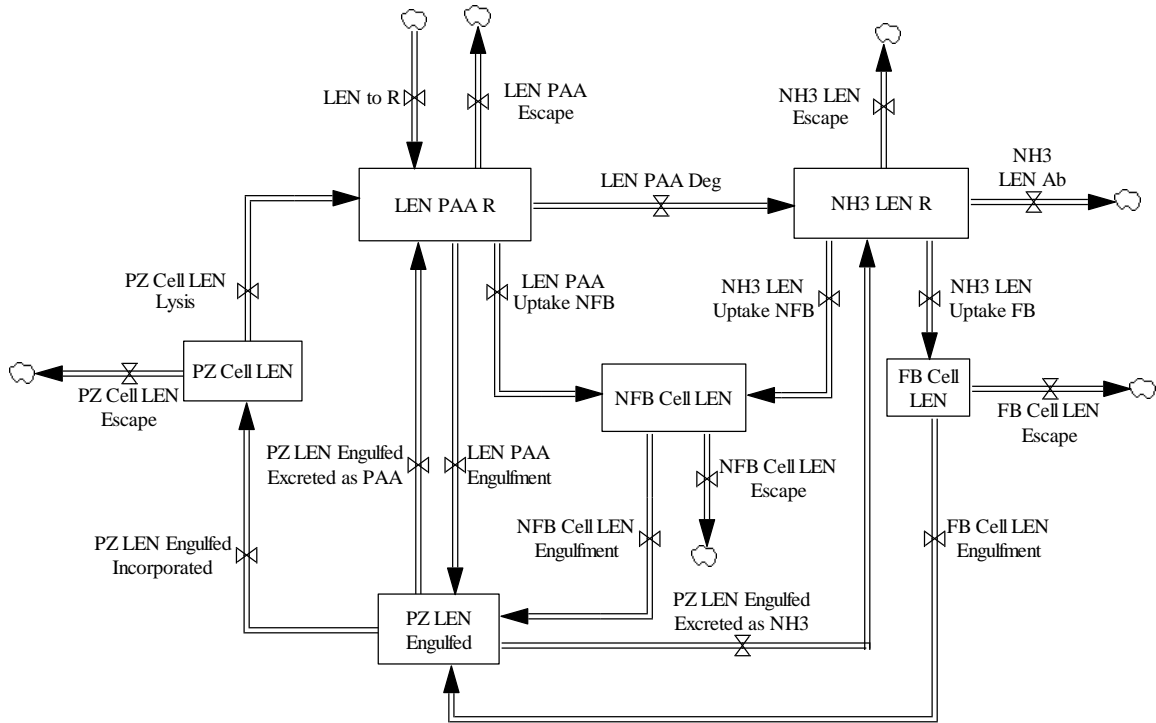 LEN to R
LEN PAA
Escape
NH3 LEN
Escape
LEN PAA R
LEN PAA Deg
NH3 LEN R
NH3
LEN Ab
PZ Cell LEN
Lysis
LEN PAA
Uptake NFB
NH3 LEN
Uptake NFB
NH3 LEN
Uptake FB
PZ Cell LEN
PZ Cell LEN
Escape
NFB Cell LEN
FB Cell
LEN
FB Cell LEN
Escape
PZ LEN Engulfed
Excreted as PAA
LEN PAA
Engulfment
NFB Cell LEN
Escape
PZ LEN Engulfed
Incorporated
NFB Cell LEN
Engulfment
FB Cell LEN
Engulfment
PZ LEN
Engulfed
PZ LEN Engulfed
Excreted as NH3